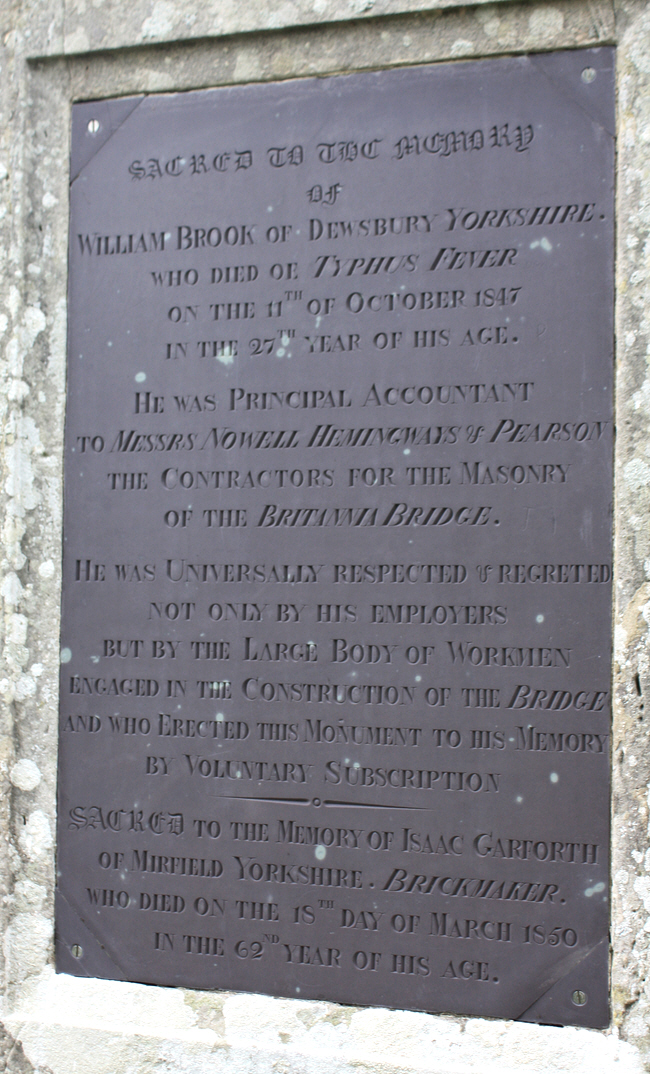 SACRED TO THE MEMORY
OF
WILLIAM BROOK OF DEWSBURY YORKSHIRE.
WHO DIED OF TYPHUS FEVER
ON THE 11TH OF OCTOBER 1847
IN THE 27TH YEAR OF HIS AGE.
HE WAS PRINCIPAL ACCOUNTANT
TO MESSRS NOWELL HEMINGWAYS & PEARSON
THE CONTRACTORS FOR THE MASONRY
OF THE BRITANNIA BRIDGE.
HE WAS UNIVERSALLY RESPECTED & REGRETED
NOT ONLY BY HIS EMPLOYERS
BUT BY THE LARGE BODY OF WORKMEN
ENGAGED IN THE CONSTRUCTION OF THE BRIDGE
AND WHO ERECTED THIS MONUMENT TO HIS MEMORY
BY VOLUNTARY SUBSCRIPTION
SACRED TO THE MEMORY OF ISAAC GARFORTH
OF MIRFIELD YORKSHIRE. BRICKMAKER.
WHO DIED ON THE 18TH DAY OF MARCH 1850
IN THE 62ND YEAR OF HIS AGE.